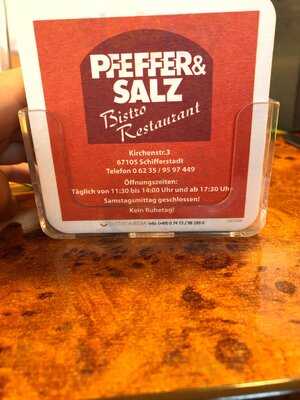 PFEFFER&
SALZ
Bistro
Restaurant
Kirchenstr.3
67105 Schifferstadt
Telefon 0 62 35 / 95 97 449
Öffnungszeiten:
Täglich von 11:30 bis 14:00 Uhr und ab 17:30 Uhr
Samstagsmittag geschlossen!
Kein Ruhetag!